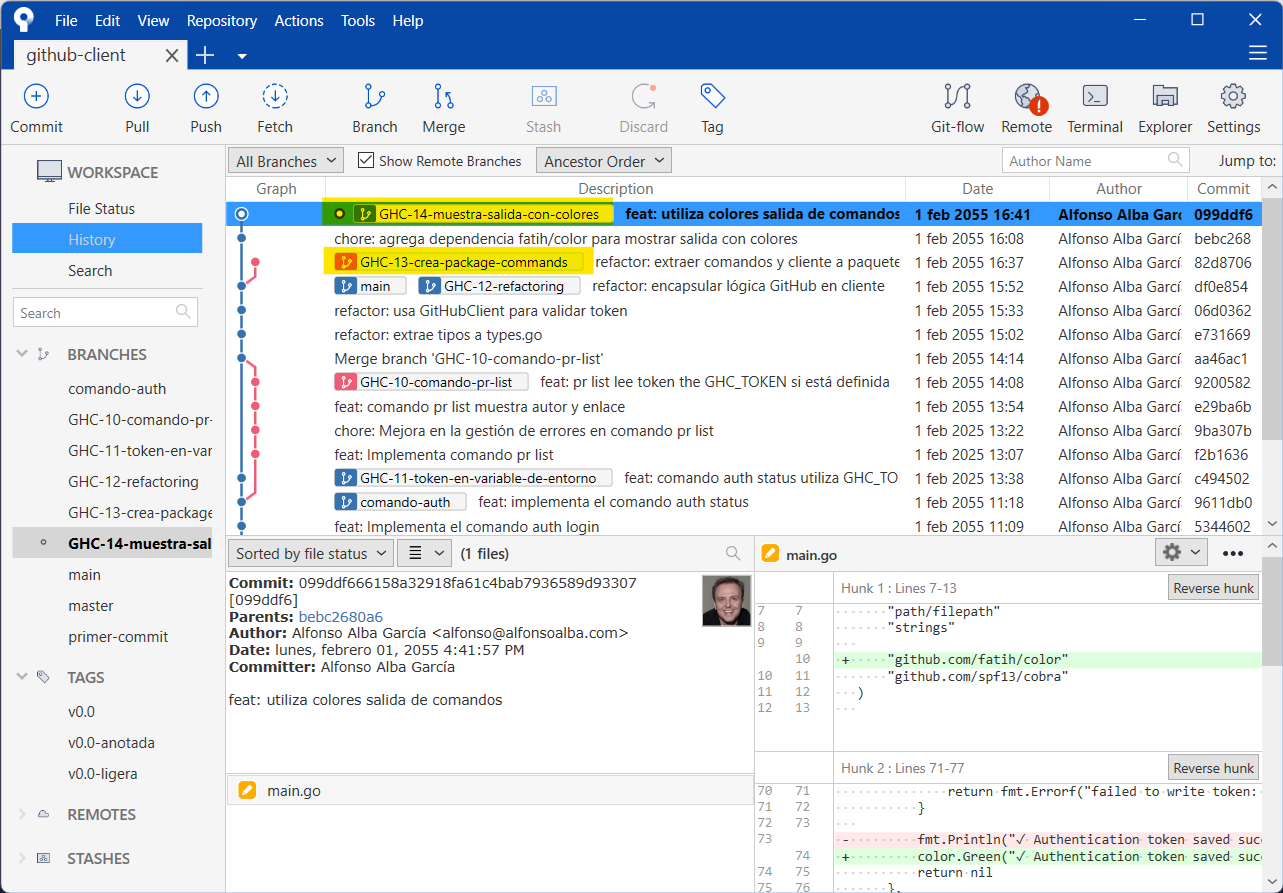 File Edit View Repository Actions Tools Help
github-client
Commit Pull Push Fetch Branch Merge Stash Discard Tag Git-flow Remote Terminal Explorer Settings
WORKSPACE
File Status
History
Search
Search
BRANCHES
comando-auth
GHC-10-comando-pr-
GHC-11-token-en-var
GHC-12-refactoring
GHC-13-crea-package
GHC-14-muestra-sal
main
master
primer-commit
TAGS
v0.0
v0.0-anotada
v0.0-ligera
REMOTES
STASHES
All Branches Show Remote Branches Ancestor Order Author Name Jump to:
Graph Description Date Author Commit
GHC-14-muestra-salida-con-colores feat: utiliza colores salida de comandos 1 feb 2055 16:41 Alfonso Alba Garc 099ddf6
chore: agrega dependencia fatih/color para mostrar salida con colores 1 feb 2055 16:08 Alfonso Alba Garcí bebc268
GHC-13-crea-package-commands refactor: extraer comandos y cliente a paquete 1 feb 2055 16:37 Alfonso Alba Garcí 82d8706
main GHC-12-refactoring refactor: encapsular lógica GitHub en cliente 1 feb 2055 15:52 Alfonso Alba Garcí df0e854
refactor: usa GitHubClient para validar token 1 feb 2055 15:33 Alfonso Alba Garcí 06d0362
refactor: extrae tipos a types.go 1 feb 2055 15:02 Alfonso Alba Garcí e731669
Merge branch 'GHC-10-comando-pr-list' 1 feb 2055 14:14 Alfonso Alba Garcí aa46ac1
GHC-10-comando-pr-list feat: pr list lee token the GHC_TOKEN si está definida 1 feb 2055 14:08 Alfonso Alba Garcí 9200582
feat: comando pr list muestra autor y enlace 1 feb 2055 13:54 Alfonso Alba Garcí e29ba6b
chore: Mejora en la gestión de errores en comando pr list 1 feb 2025 13:22 Alfonso Alba Garcí 9ba307b
feat: Implementa comando pr list 1 feb 2025 13:07 Alfonso Alba Garcí f2b1636
GHC-11-token-en-variable-de-entorno feat: comando auth status utiliza GHC_TO 1 feb 2025 13:38 Alfonso Alba Garcí c494502
comando-auth feat: implementa el comando auth status 1 feb 2025 11:18 Alfonso Alba Garcí 9611db0
feat: Implementa el comando auth login 1 feb 2025 11:09 Alfonso Alba Garcí 5344602
Sorted by file status (1 files)
Commit: 099ddf666158a32918fa61c4bab7936589d93307
[099ddf6]
Parents: bebc2680a6
Author: Alfonso Alba García <alfonso@alfonsoalba.com>
Date: lunes, febrero 01, 2055 4:41:57 PM
Committer: Alfonso Alba García
feat: utiliza colores salida de comandos
main.go
main.go
Hunk 1 : Lines 7-13 Reverse hunk
7 7 "path/filepath"
8 8 "strings"
9 9
10 + "github.com/fatih/color"
10 11 "github.com/spf13/cobra"
11 12 )
12 13
Hunk 2 : Lines 71-77 Reverse hunk
70 71 return fmt.Errorf("failed to write token:
71 72 }
72 73
73 - fmt.Println("✓ Authentication token saved suc
74 + color.Green("✓ Authentication token saved suc
74 75 return nil
75 76 },